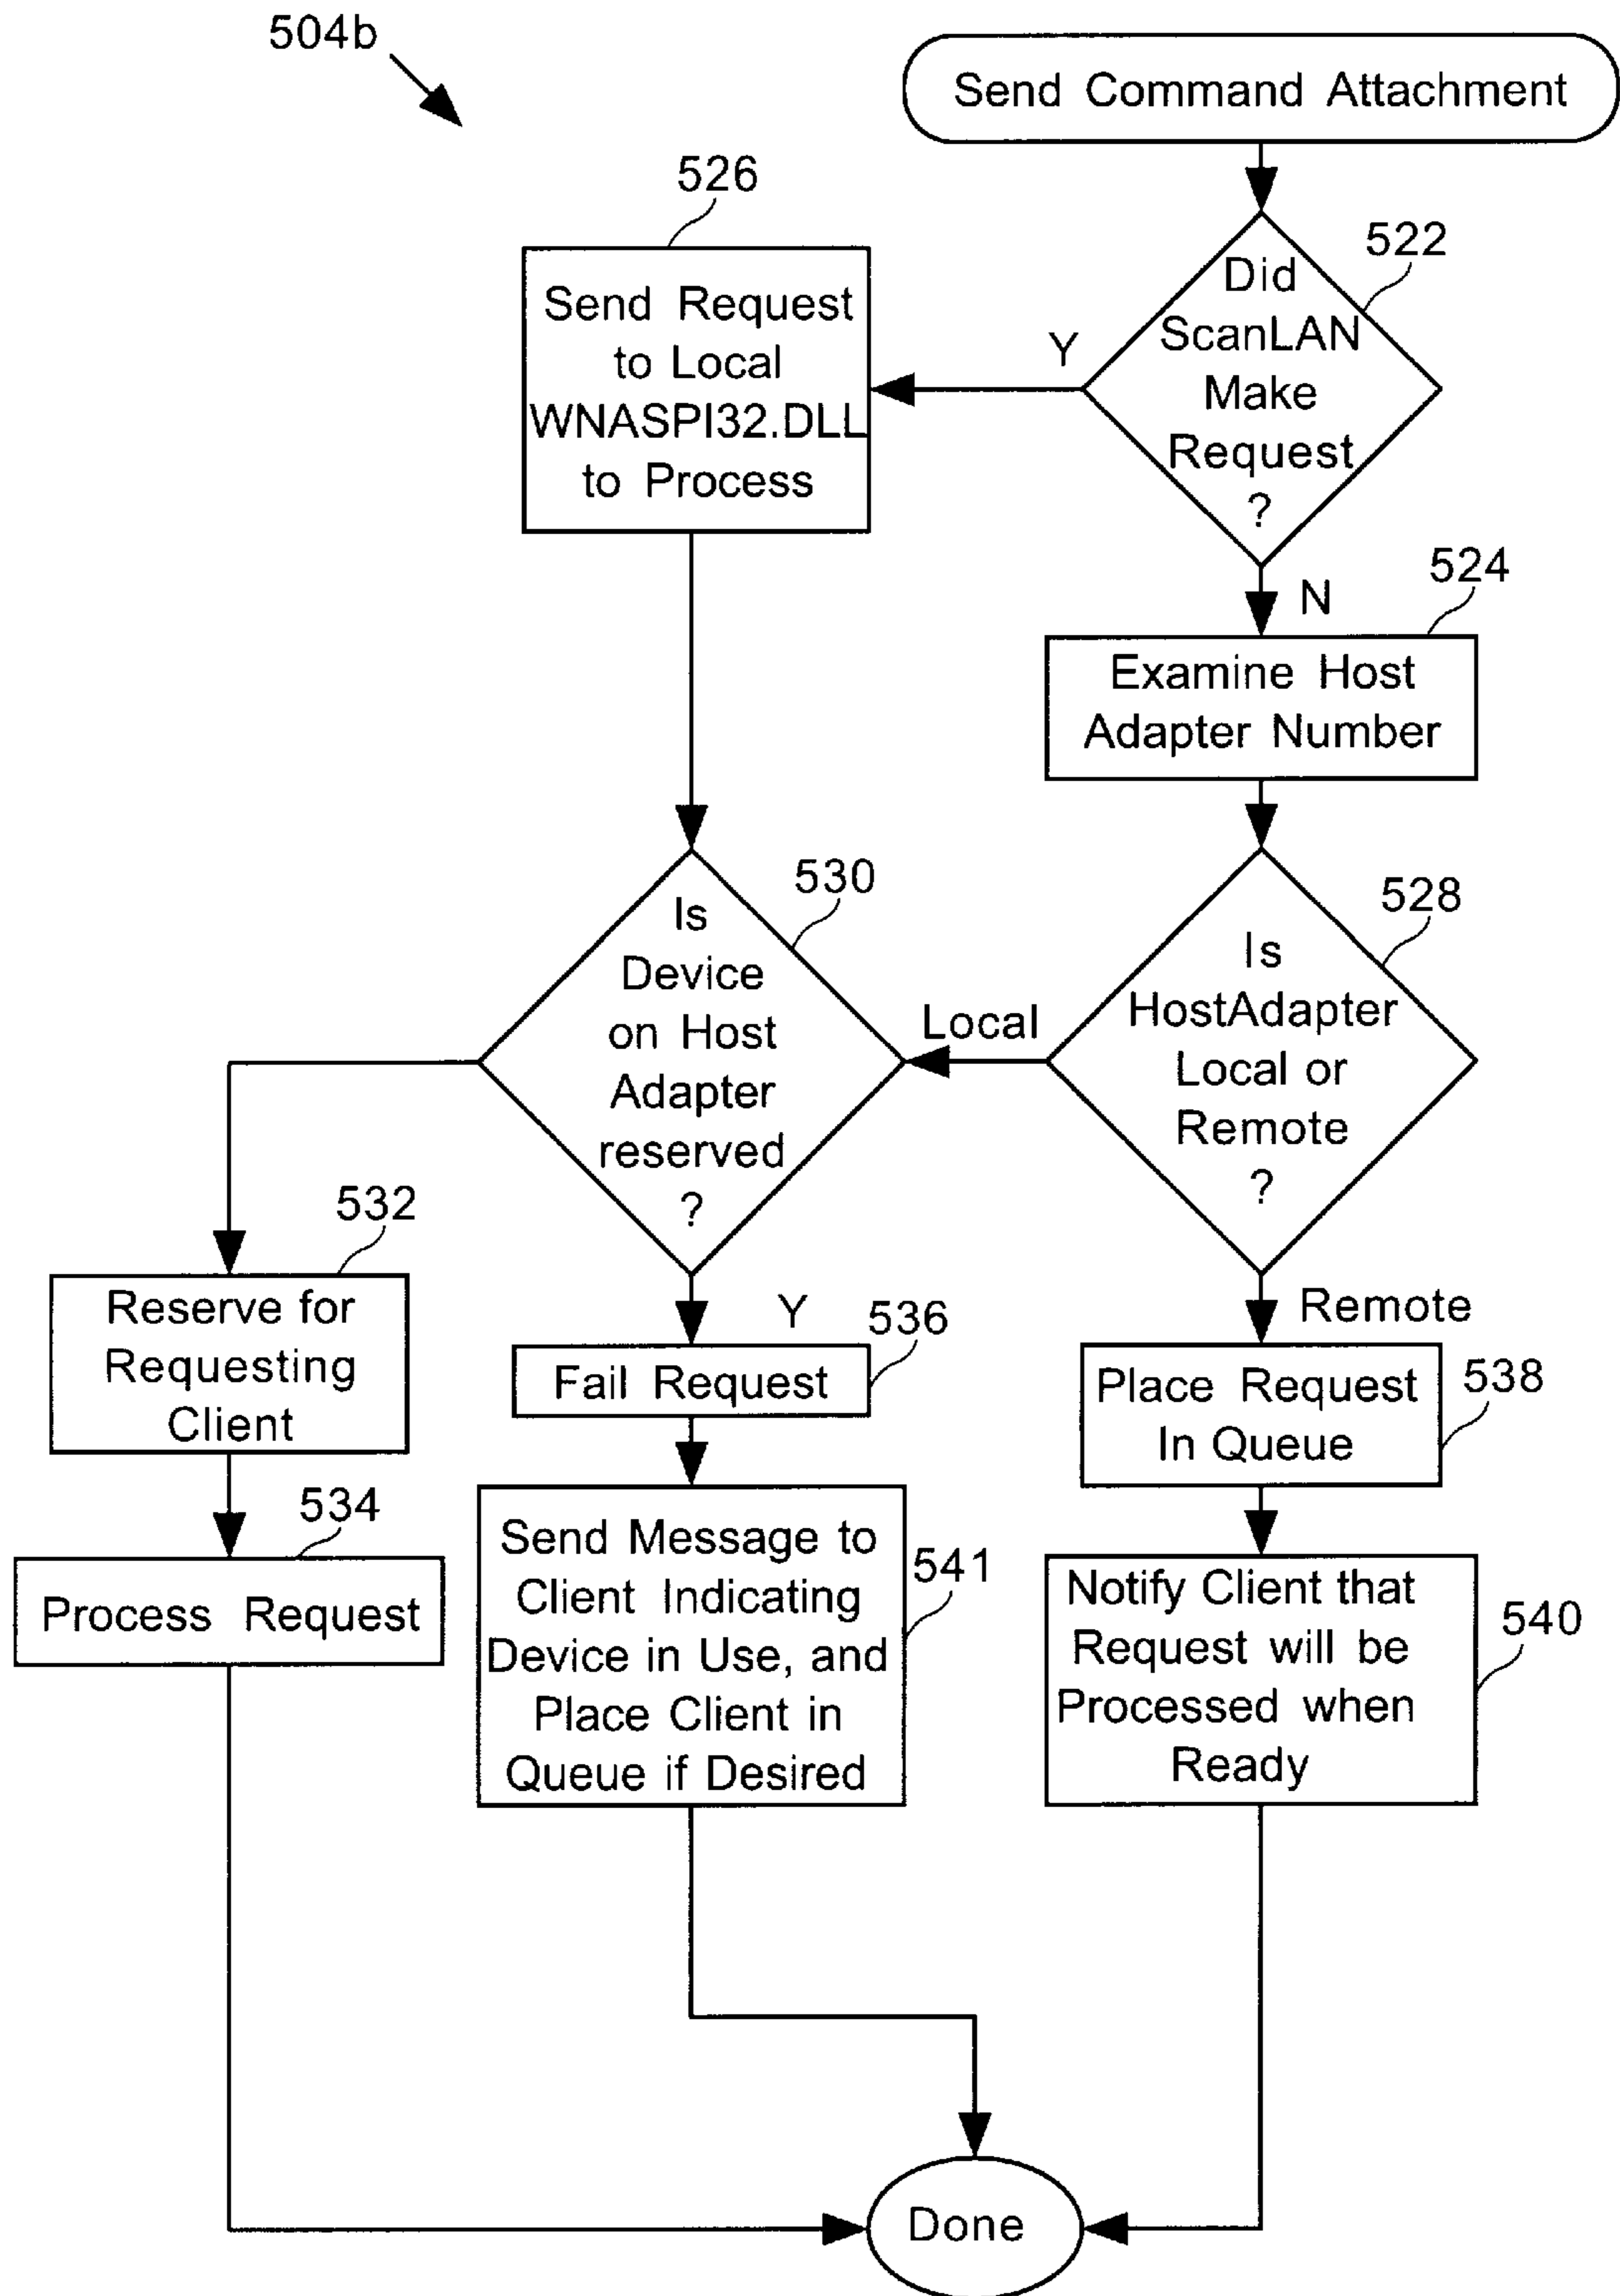 504b
Send Command Attachment
526
522
Send Request
to Local
WNASPI32.DLL
to Process
Did
ScanLAN
Make
Request
?
Y
N
524
Examine Host
Adapter Number
530
528
Is
Device
on Host
Adapter
reserved
?
Local
Is
HostAdapter
Local or
Remote
?
532
Reserve for
Requesting
Client
Y
536
Fail Request
Remote
Place Request
In Queue
538
534
Process Request
Send Message to
Client Indicating
Device in Use, and
Place Client in
Queue if Desired
541
Notify Client that
Request will be
Processed when
Ready
540
Done